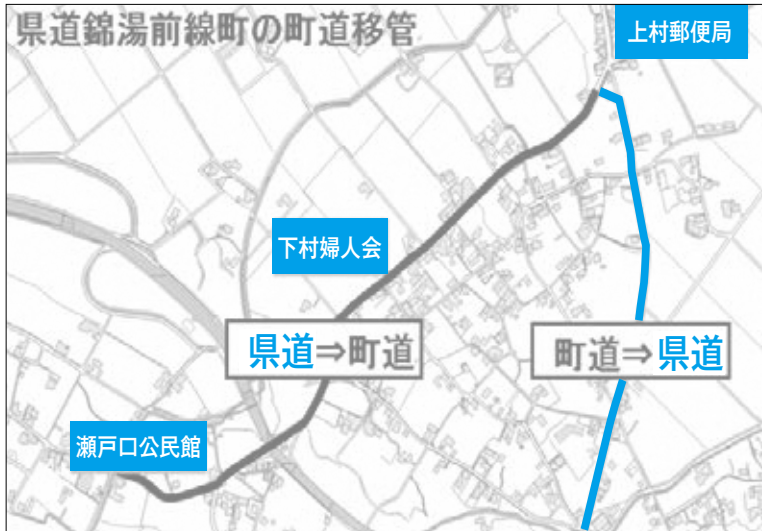 県道錦湯前線町の町道移管
上村郵便局
下村婦人会
県道⇒町道
町道⇒県道
瀬戸口公民館